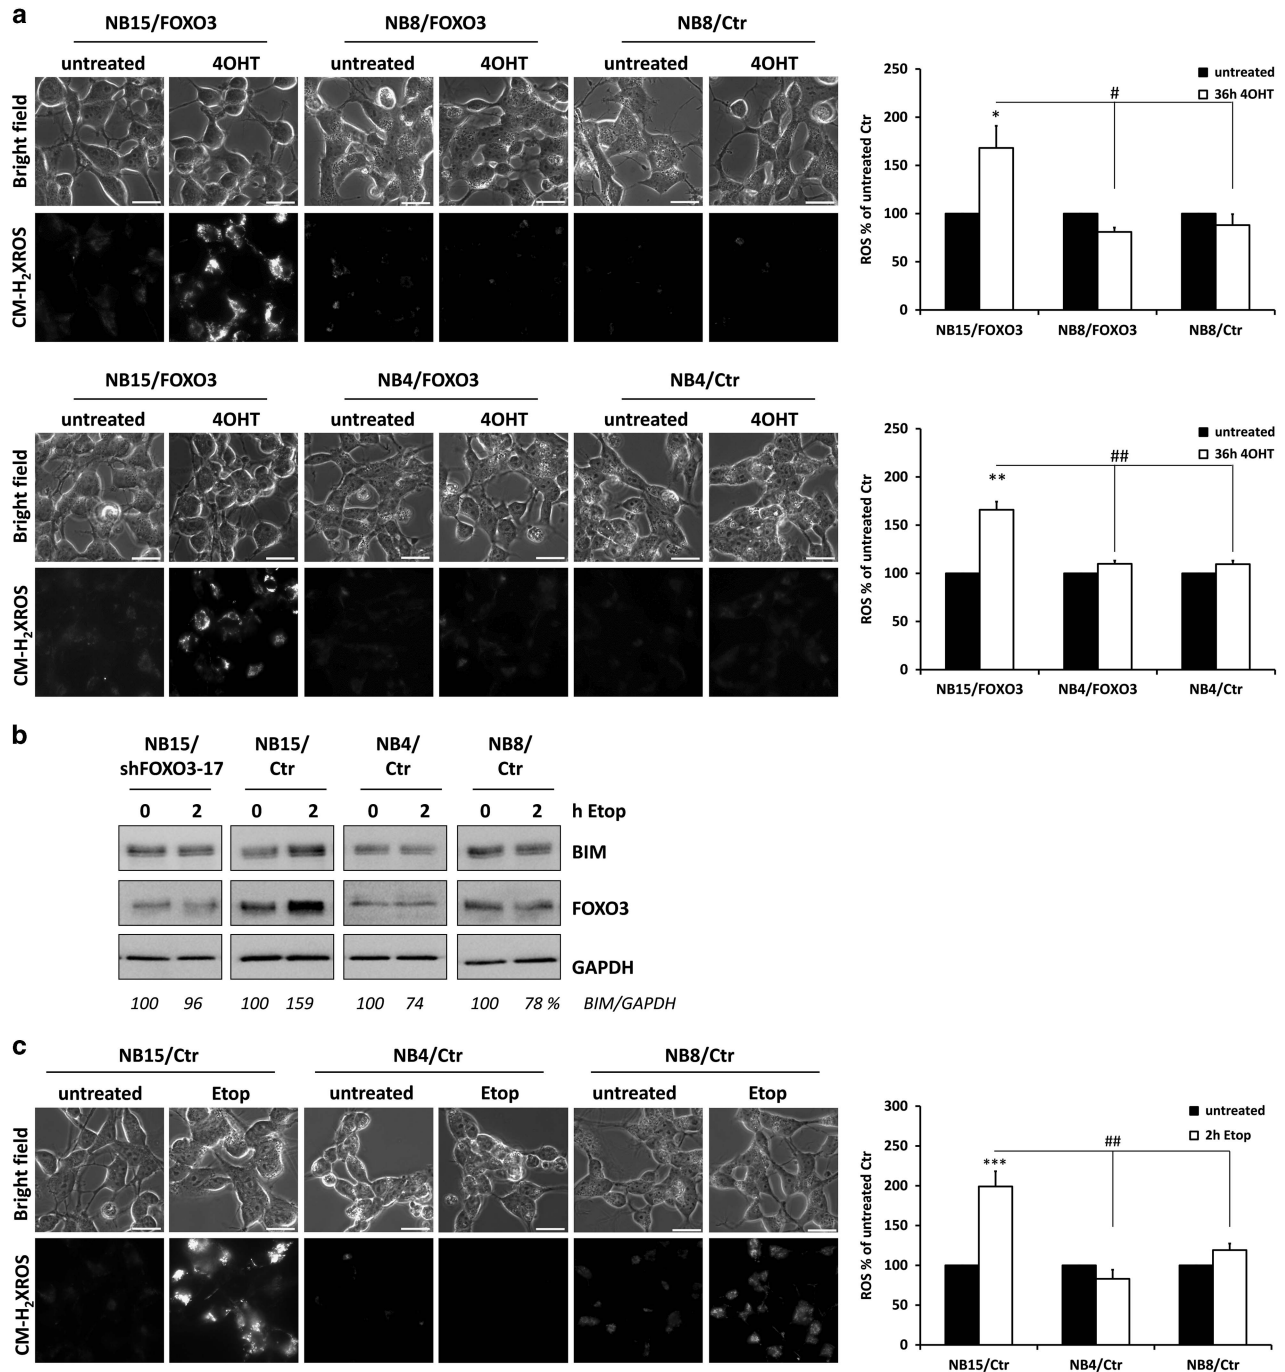 a
NB15/FOXO3 NB8/FOXO3 NB8/Ctr
untreated 4OHT untreated 4OHT untreated 4OHT
Bright field
CM-H₂XROS
ROS % of untreated Ctr
250
200
150
100
50
0
untreated
36h 4OHT
#
*
NB15/FOXO3 NB8/FOXO3 NB8/Ctr
NB15/FOXO3 NB4/FOXO3 NB4/Ctr
untreated 4OHT untreated 4OHT untreated 4OHT
Bright field
CM-H₂XROS
ROS % of untreated Ctr
250
200
150
100
50
0
untreated
36h 4OHT
##
**
NB15/FOXO3 NB4/FOXO3 NB4/Ctr
b
NB15/ NB15/ NB4/ NB8/
shFOXO3-17 Ctr Ctr Ctr
0 2 0 2 0 2 0 2 h Etop
BIM
FOXO3
GAPDH
100 96 100 159 100 74 100 78 % BIM/GAPDH
c
NB15/Ctr NB4/Ctr NB8/Ctr
untreated Etop untreated Etop untreated Etop
Bright field
CM-H₂XROS
ROS % of untreated Ctr
300
250
200
150
100
50
0
untreated
2h Etop
##
***
NB15/Ctr NB4/Ctr NB8/Ctr